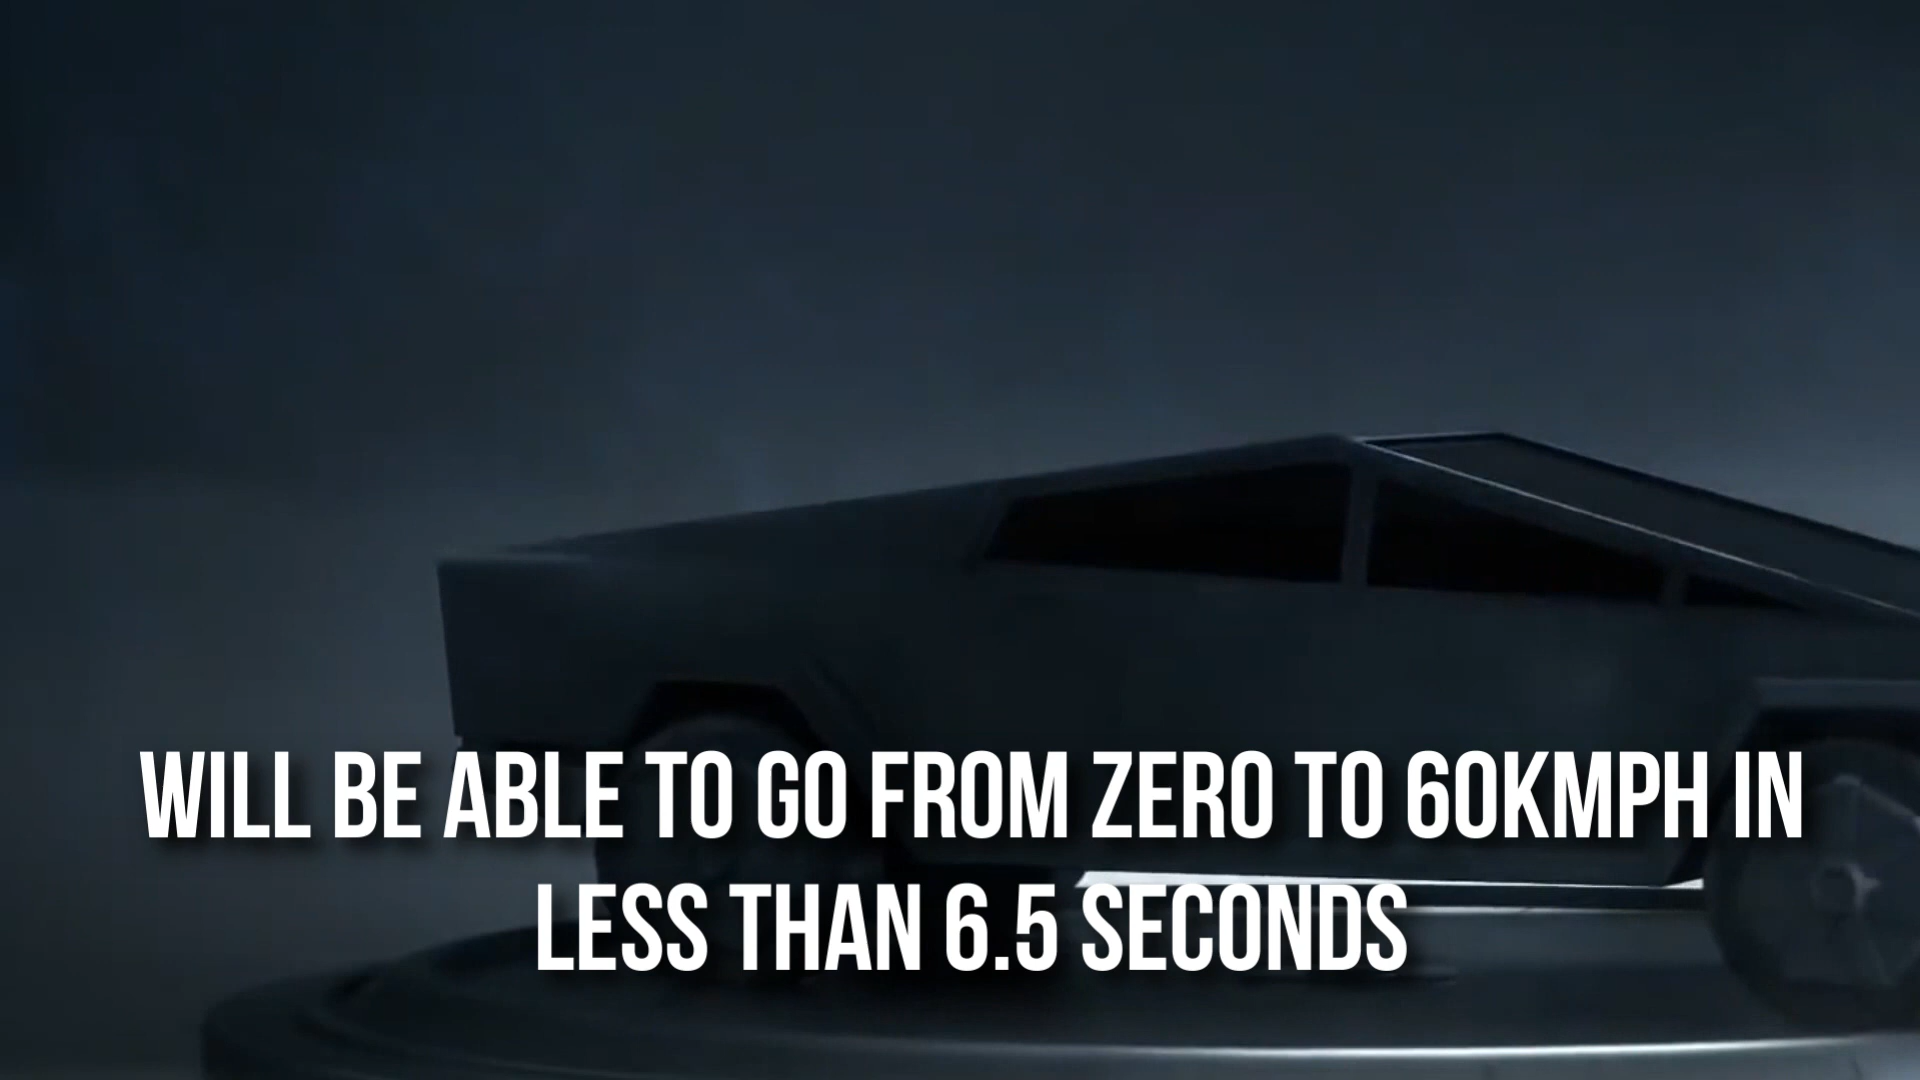 WILL BE ABLE TO GO FROM ZERO TO 60KMPH IN
LESS THAN 6.5 SECONDS